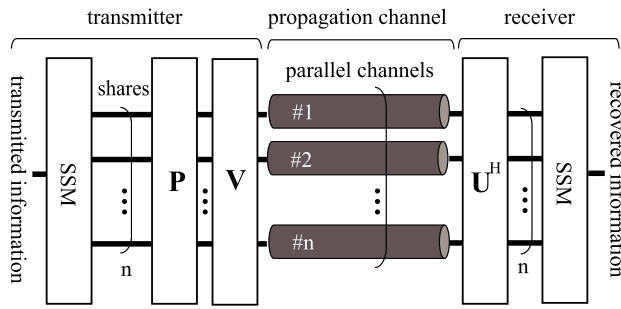 transmitter
propagation channel
receiver
transmitted information
SSM
shares
n
P
V
parallel channels
#1
#2
#n
U^H
n
SSM
recovered information